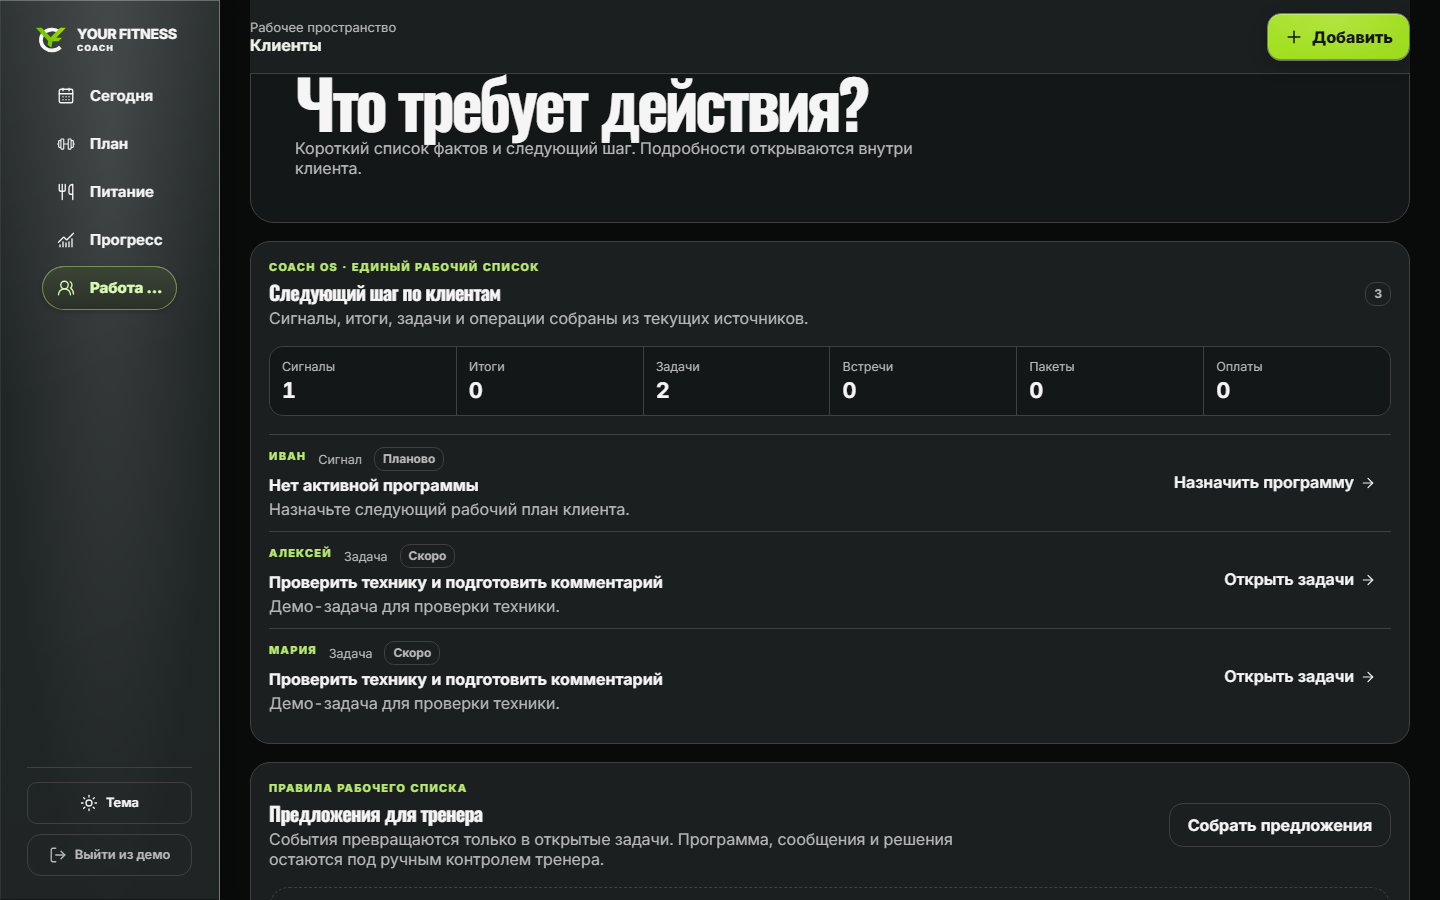 YOUR FITNESS
COACH
Сегодня
План
Питание
Прогресс
Работа ...
Тема
Выйти из демо
Рабочее пространство
Клиенты
Добавить
Что требует действия?
Короткий список фактов и следующий шаг. Подробности открываются внутри
клиента.
COACH OS · ЕДИНЫЙ РАБОЧИЙ СПИСОК
Следующий шаг по клиентам
3
Сигналы, итоги, задачи и операции собраны из текущих источников.
Сигналы
1
Итоги
0
Задачи
2
Встречи
0
Пакеты
0
Оплаты
0
ИВАН Сигнал Планово
Нет активной программы
Назначьте следующий рабочий план клиента.
Назначить программу →
АЛЕКСЕЙ Задача Скоро
Проверить технику и подготовить комментарий
Демо-задача для проверки техники.
Открыть задачи →
МАРИЯ Задача Скоро
Проверить технику и подготовить комментарий
Демо-задача для проверки техники.
Открыть задачи →
ПРАВИЛА РАБОЧЕГО СПИСКА
Предложения для тренера
События превращаются только в открытые задачи. Программа, сообщения и решения
остаются под ручным контролем тренера.
Собрать предложения